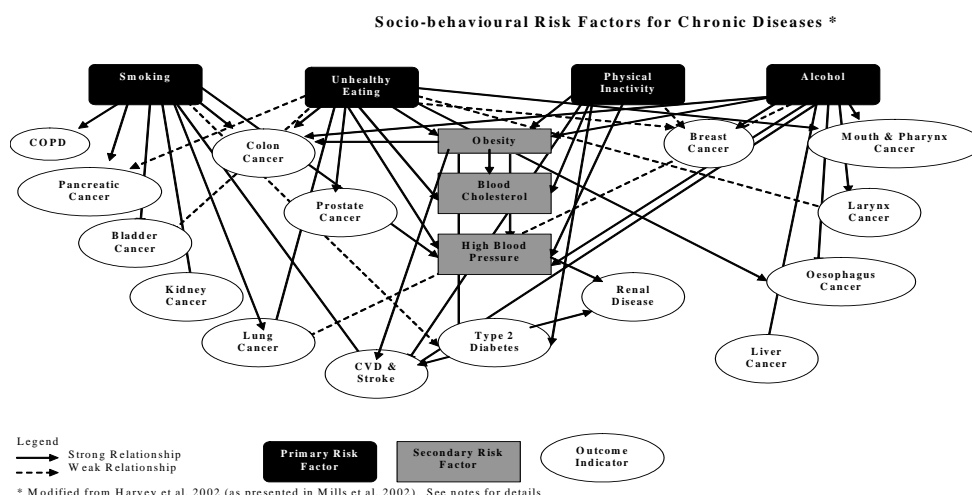 Socio-behavioural Risk Factors for Chronic Diseases *
Smoking
Unhealthy
Eating
Physical
Inactivity
Alcohol
COPD
Colon
Cancer
Obesity
Breast
Cancer
Mouth & Pharynx
Cancer
Pancreatic
Cancer
Blood
Cholesterol
Prostate
Cancer
Larynx
Cancer
Bladder
Cancer
High Blood
Pressure
Oesophagus
Cancer
Kidney
Cancer
Renal
Disease
Lung
Cancer
Type 2
Diabetes
CVD &
Stroke
Liver
Cancer
Legend
Strong Relationship
Weak Relationship
Primary Risk
Factor
Secondary Risk
Factor
Outcome
Indicator
* Modified from Harvey et al. 2002 (as presented in Mills et al. 2002). See notes for details